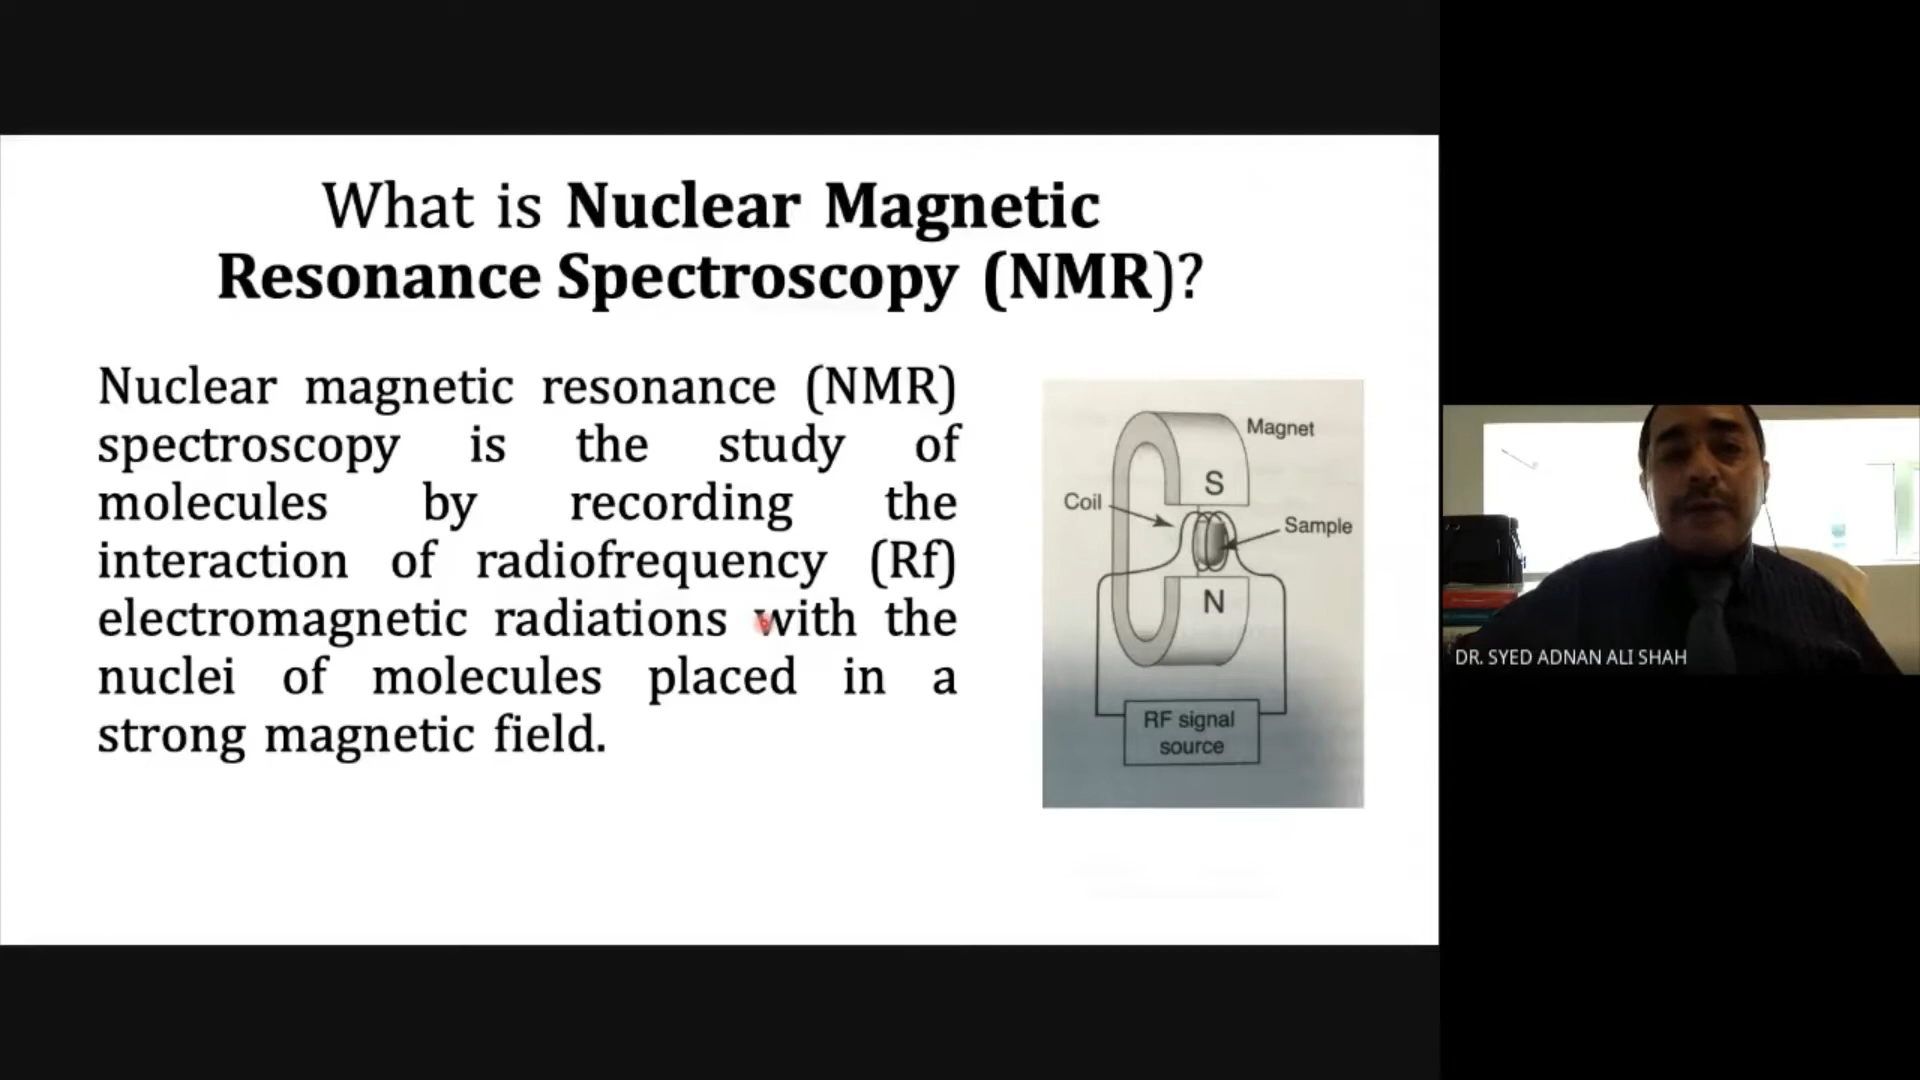 What is Nuclear Magnetic
Resonance Spectroscopy (NMR)?
Nuclear magnetic resonance (NMR)
spectroscopy is the study of
molecules by recording the
interaction of radiofrequency (Rf)
electromagnetic radiations with the
nuclei of molecules placed in a
strong magnetic field.
Magnet
S
Coil
Sample
N
RF signal
source
DR. SYED ADNAN ALI SHAH